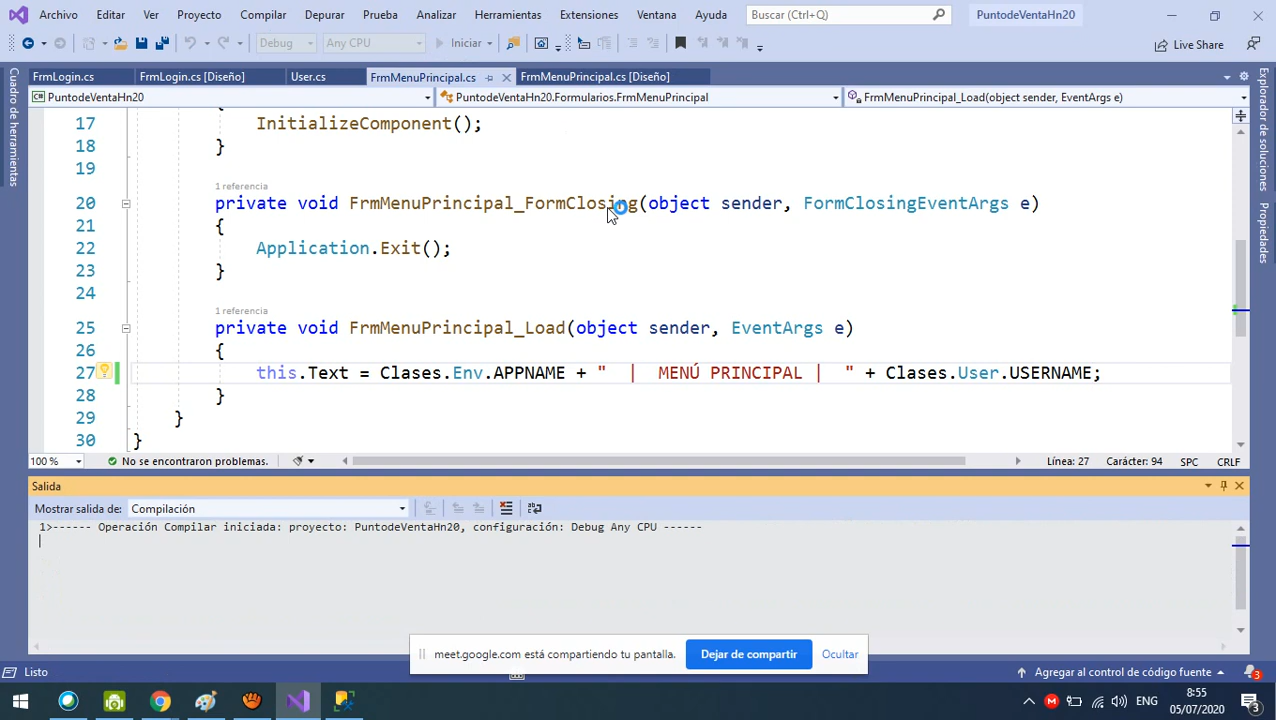 Archivo Editar Ver Proyecto Compilar Depurar Prueba Analizar Herramientas Extensiones Ventana Ayuda Buscar (Ctrl+Q) PuntodeVentaHn20
Debug Any CPU Iniciar Live Share
FrmLogin.cs FrmLogin.cs [Diseño] User.cs FrmMenuPrincipal.cs FrmMenuPrincipal.cs [Diseño]
PuntodeVentaHn20 PuntodeVentaHn20.Formularios.FrmMenuPrincipal FrmMenuPrincipal_Load(object sender, EventArgs e)
Cuadro de herramientas
Explorador de soluciones
Propiedades
{
17 InitializeComponent();
18 }
19
1 referencia
20 private void FrmMenuPrincipal_FormClosing(object sender, FormClosingEventArgs e)
21 {
22 Application.Exit();
23 }
24
1 referencia
25 private void FrmMenuPrincipal_Load(object sender, EventArgs e)
26 {
27 this.Text = Clases.Env.APPNAME + "  |  MENÚ PRINCIPAL |  " + Clases.User.USERNAME;
28 }
29 }
30 }
100 % No se encontraron problemas. Línea: 27 Carácter: 94 SPC CRLF
Salida
Mostrar salida de: Compilación
1>------ Operación Compilar iniciada: proyecto: PuntodeVentaHn20, configuración: Debug Any CPU ------
meet.google.com está compartiendo tu pantalla. Dejar de compartir Ocultar
Listo Agregar al control de código fuente 3
ENG 8:55
05/07/2020 3